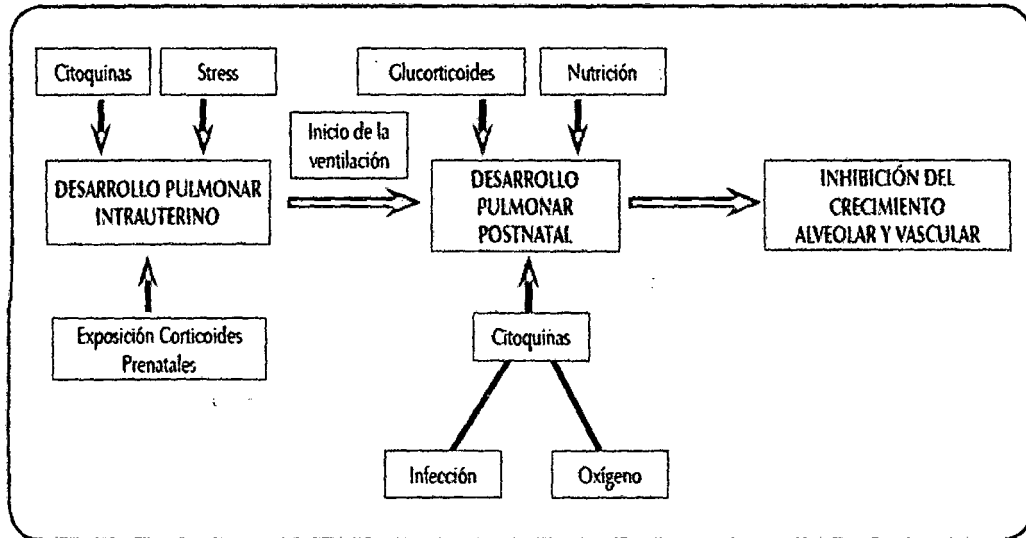 Citoquinas
Stress
Glucorticoides
Nutrición
Inicio de la
ventilación
DESARROLLO PULMONAR
INTRAUTERINO
DESARROLLO
PULMONAR
POSTNATAL
INHIBICIÓN DEL
CRECIMIENTO
ALVEOLAR Y VASCULAR
Exposición Corticoides
Prenatales
Citoquinas
Infección
Oxígeno